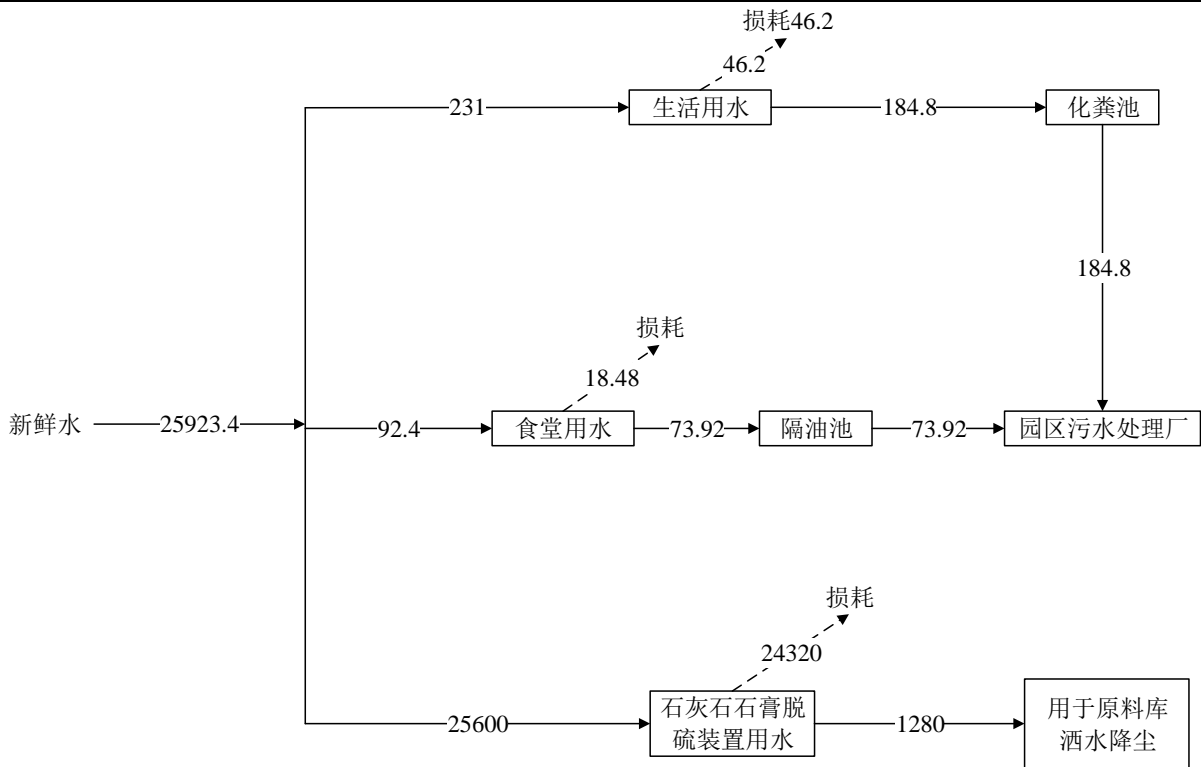 损耗46.2
46.2
231
生活用水
184.8
化粪池
184.8
损耗
18.48
新鲜水
25923.4
92.4
食堂用水
73.92
隔油池
73.92
园区污水处理厂
损耗
24320
25600
石灰石石膏脱
硫装置用水
1280
用于原料库
洒水降尘